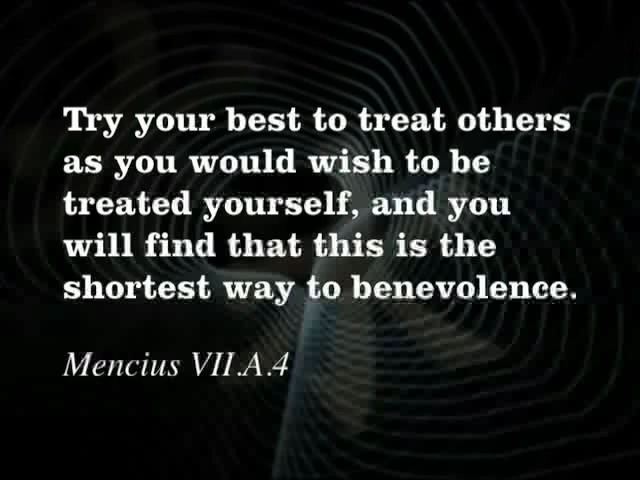 Try your best to treat others
as you would wish to be
treated yourself, and you
will find that this is the
shortest way to benevolence.
Mencius VII.A.4